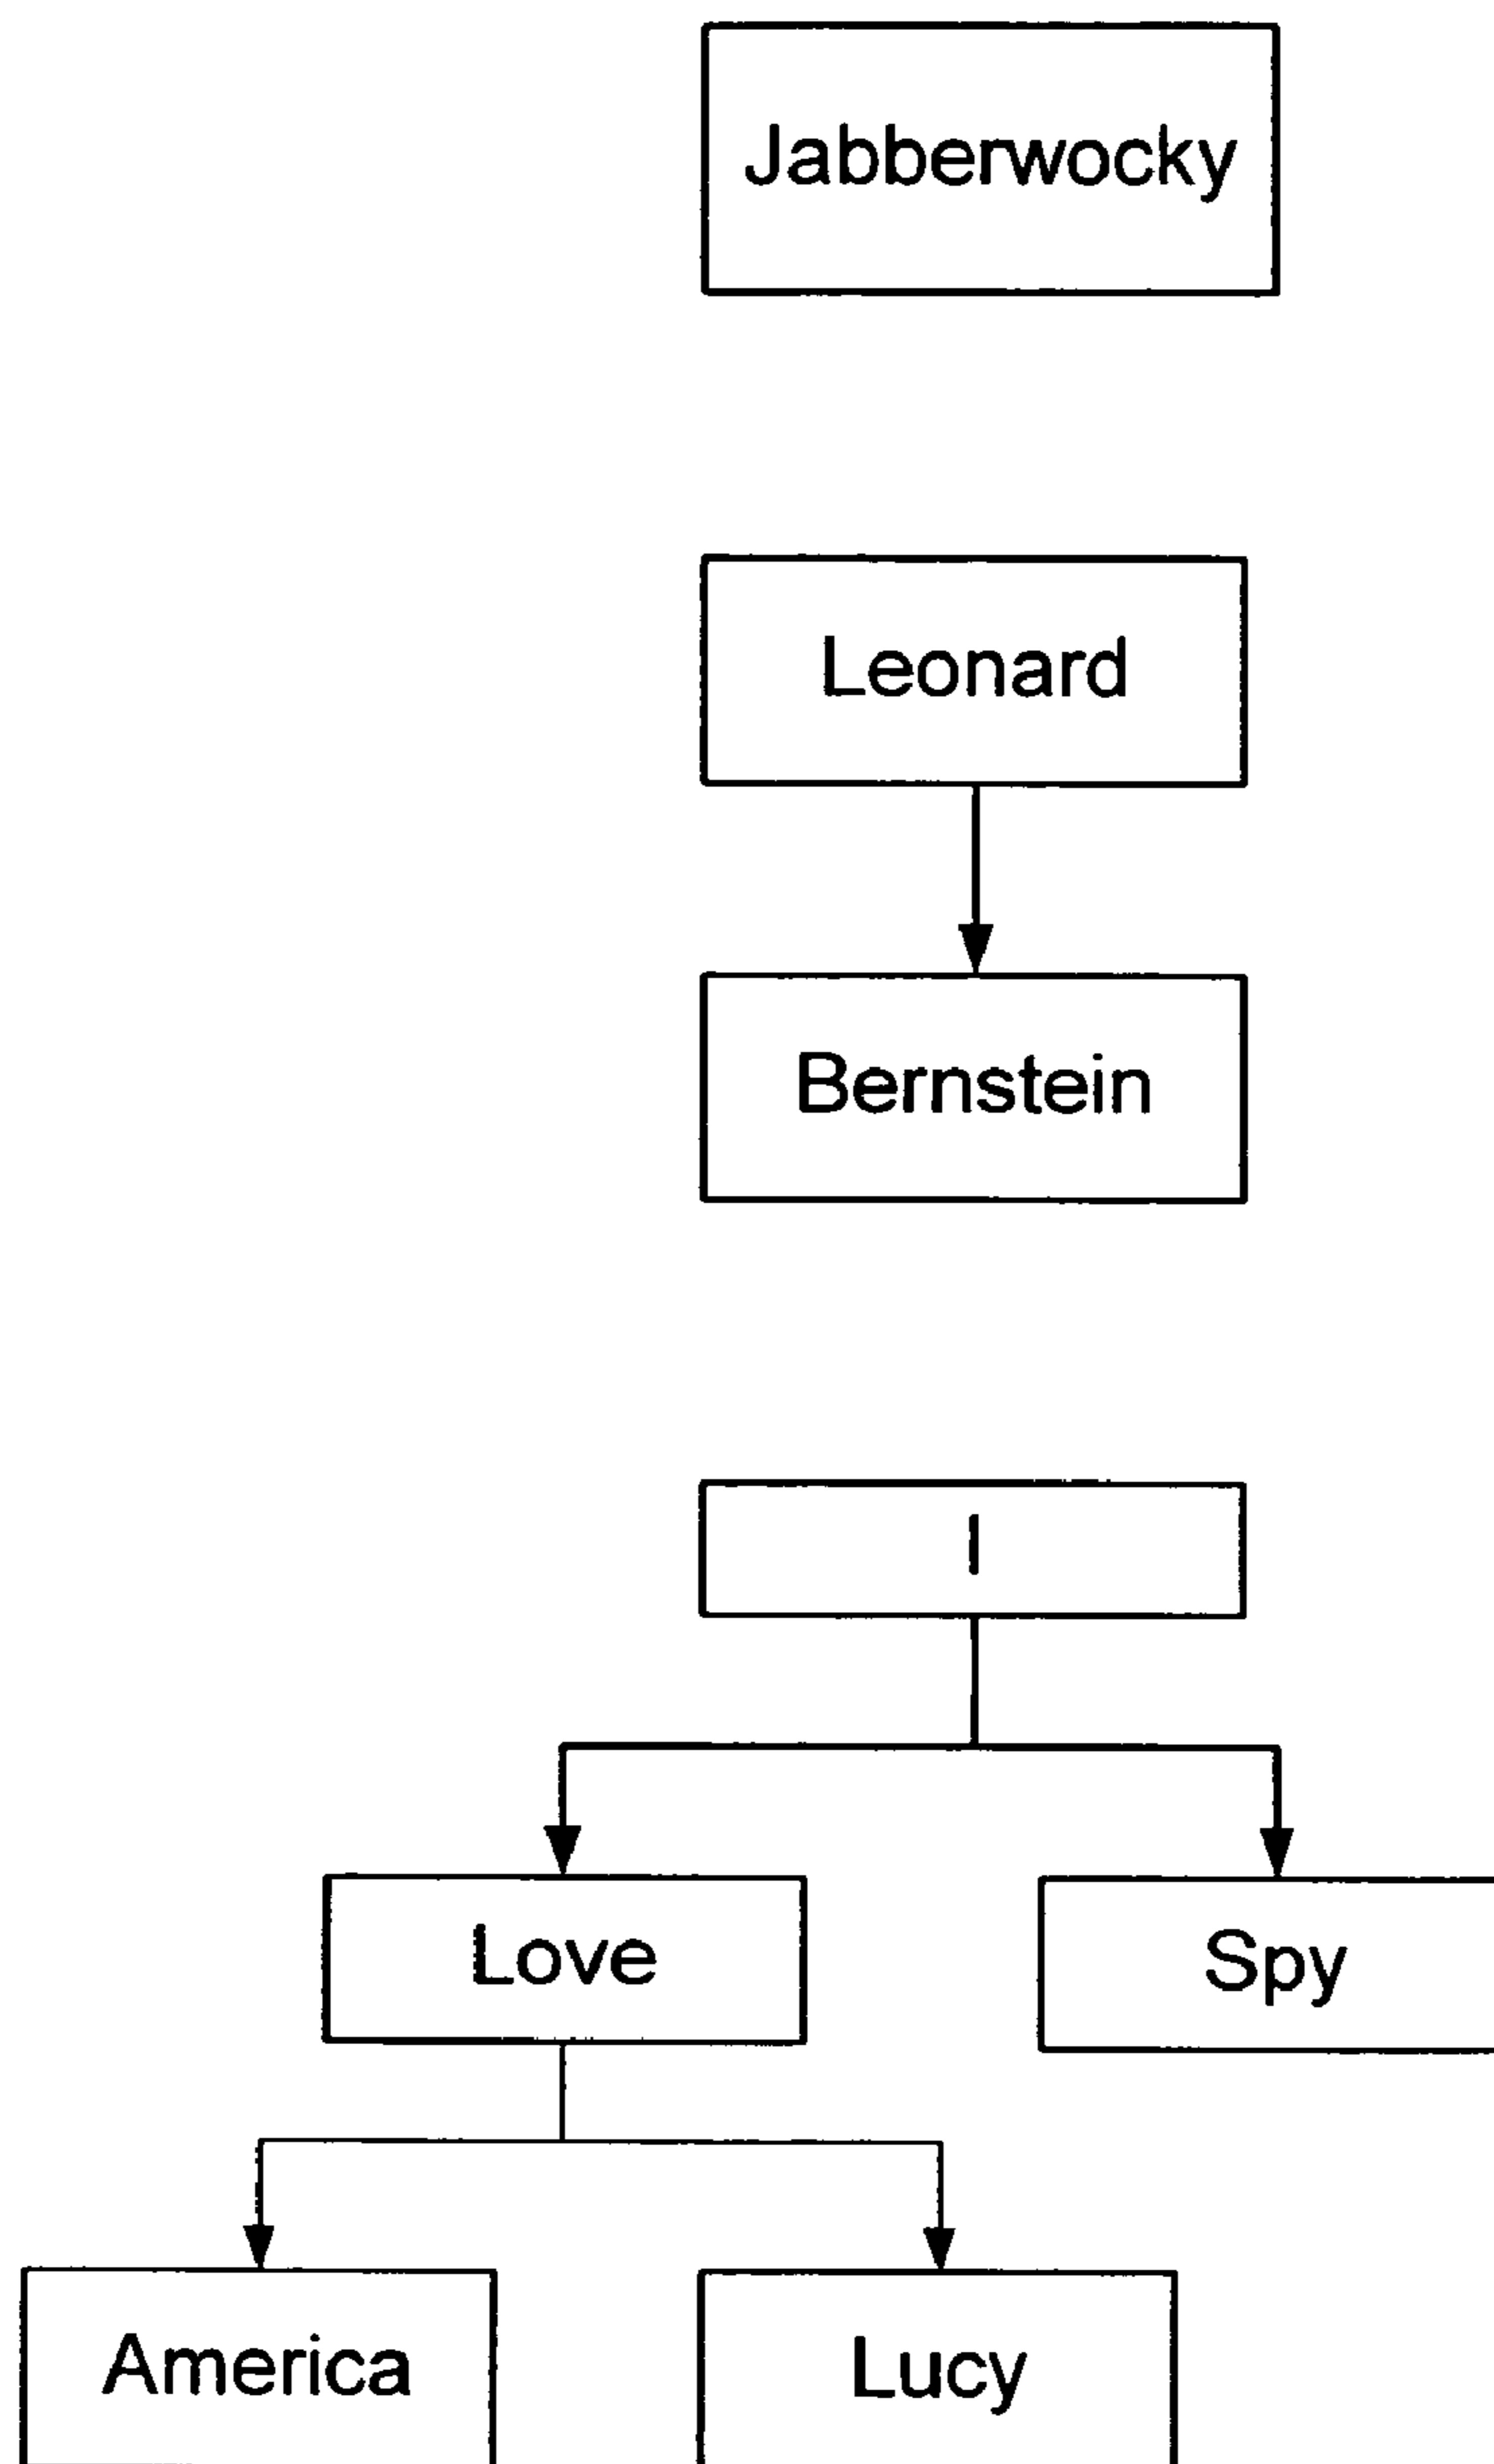 Jabberwocky
Leonard
Bernstein
I
Love
Spy
America
Lucy